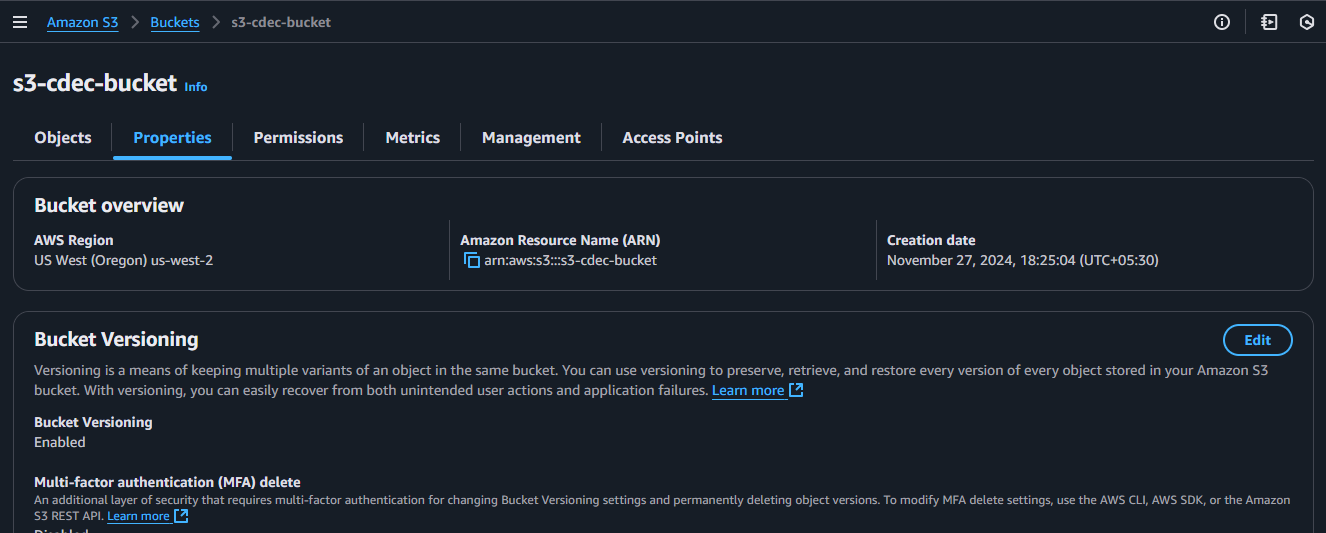 Amazon S3 > Buckets > s3-cdec-bucket
s3-cdec-bucket Info
Objects Properties Permissions Metrics Management Access Points
Bucket overview
AWS Region
US West (Oregon) us-west-2
Amazon Resource Name (ARN)
arn:aws:s3:::s3-cdec-bucket
Creation date
November 27, 2024, 18:25:04 (UTC+05:30)
Bucket Versioning
Edit
Versioning is a means of keeping multiple variants of an object in the same bucket. You can use versioning to preserve, retrieve, and restore every version of every object stored in your Amazon S3
bucket. With versioning, you can easily recover from both unintended user actions and application failures. Learn more
Bucket Versioning
Enabled
Multi-factor authentication (MFA) delete
An additional layer of security that requires multi-factor authentication for changing Bucket Versioning settings and permanently deleting object versions. To modify MFA delete settings, use the AWS CLI, AWS SDK, or the Amazon
S3 REST API. Learn more
Disabled